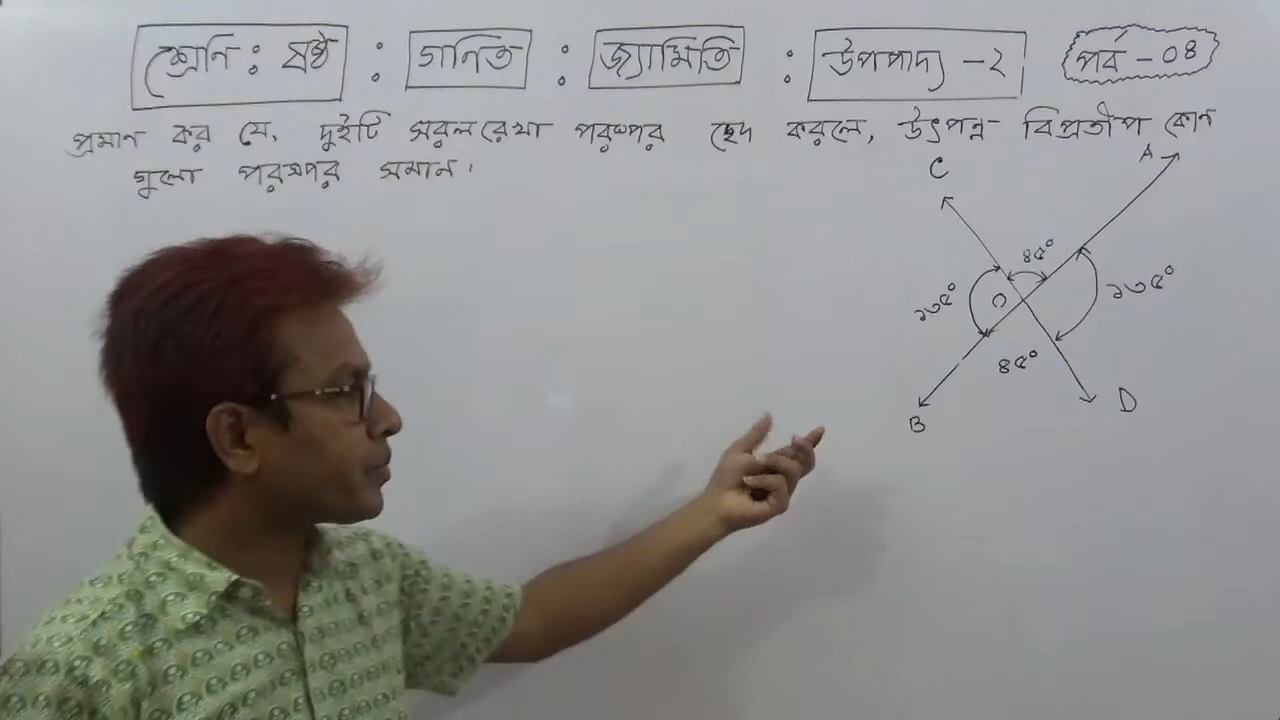 শ্রেনি : ষষ্ঠ : গনিত : জ্যামিতি : উপপাদ্য -২ পর্ব - ০৪
প্রমান কর যে, দুইটি সরলরেখা পরস্পর ছেদ করলে, উৎপন্ন বিপ্রতীপ কোন
গুলো পরস্পর সমান।
C A
৪৫°
১৩৫° O ১৩৫°
৪৫°
B D